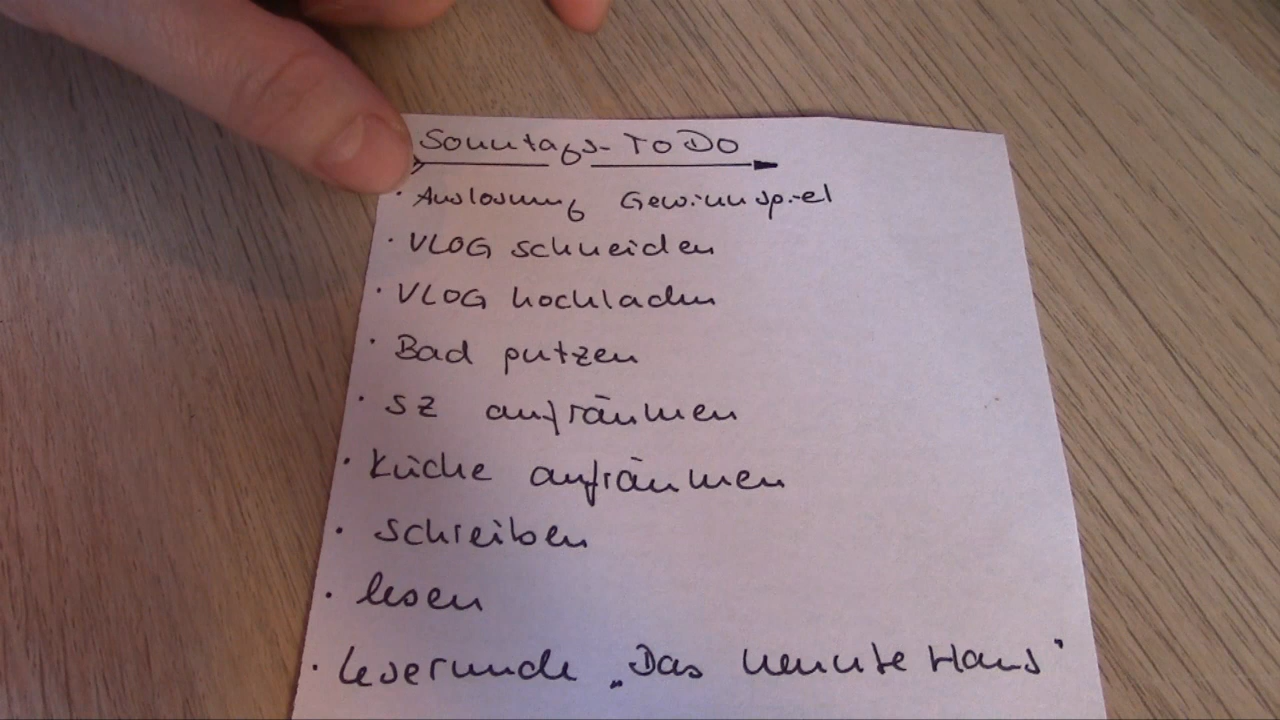 Sonntags-ToDo
· Auslosung Gewinnspiel
· VLOG schneiden
· VLOG hochladen
· Bad putzen
· SZ aufräumen
· Küche aufräumen
· schreiben
· lesen
· Leserunde „Das neunte Haus"